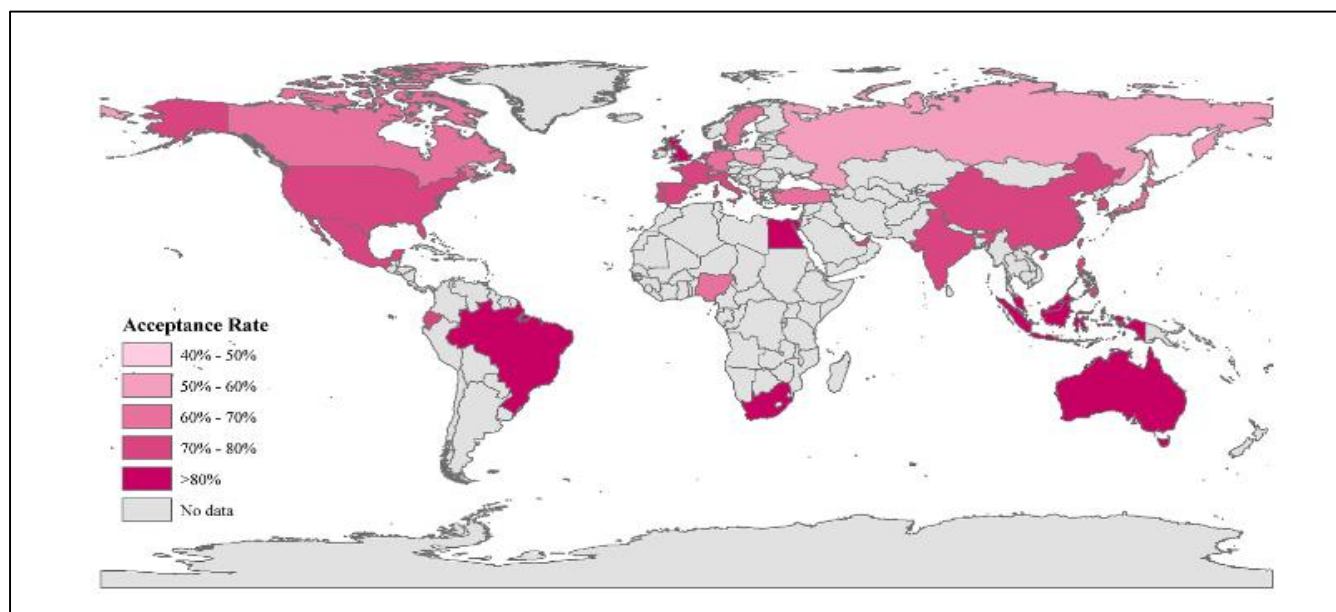 Acceptance Rate
40% - 50%
50% - 60%
60% - 70%
70% - 80%
>80%
No data